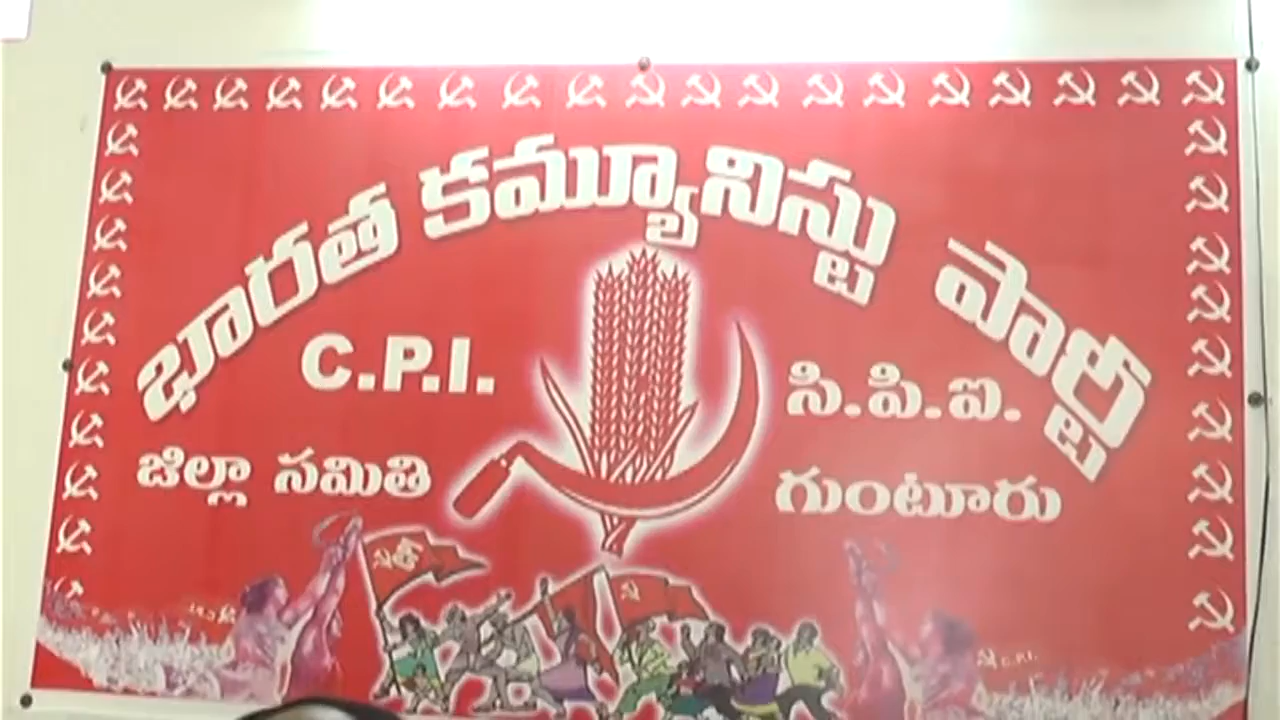 భారత కమ్యూనిస్టు పార్టీ
C.P.I. సి.పి.ఐ.
జిల్లా సమితి గుంటూరు
C.P.I.